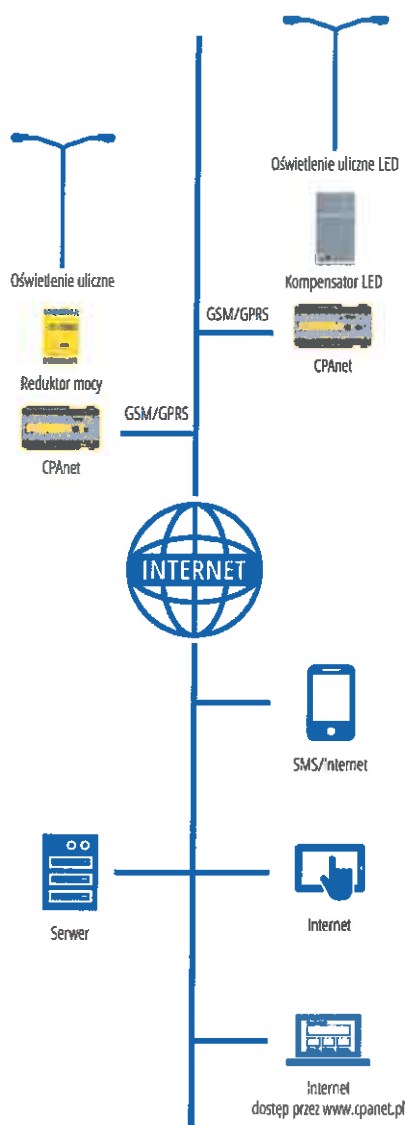 Oświetlenie uliczne LED
Kompensator LED
GSM/GPRS
CPAnet
Oświetlenie uliczne
Reduktor mocy
GSM/GPRS
CPAnet
INTERNET
SMS/Internet
Serwer
Internet
Internet
dostęp przez www.cpanet.pl